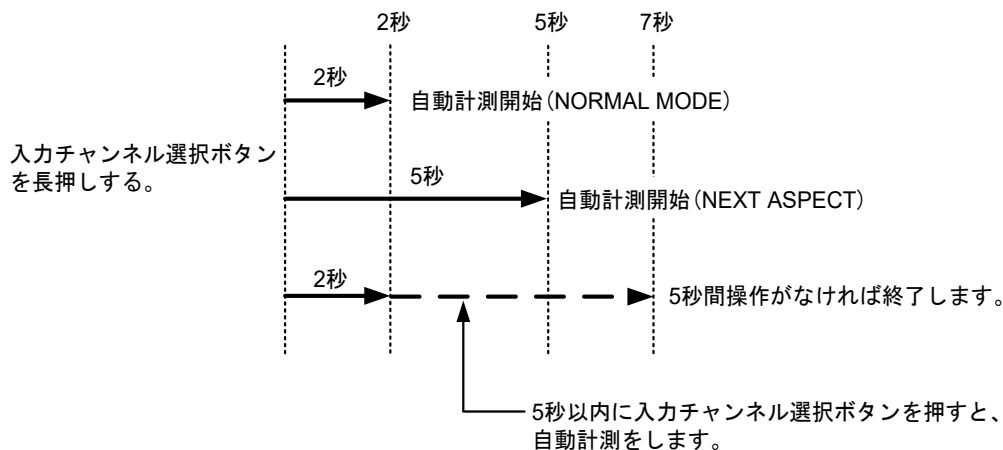 2秒 5秒 7秒
2秒
自動計測開始(NORMAL MODE)
入力チャンネル選択ボタン
を長押しする。
5秒
自動計測開始(NEXT ASPECT)
2秒
5秒間操作がなければ終了します。
5秒以内に入力チャンネル選択ボタンを押すと、
自動計測をします。